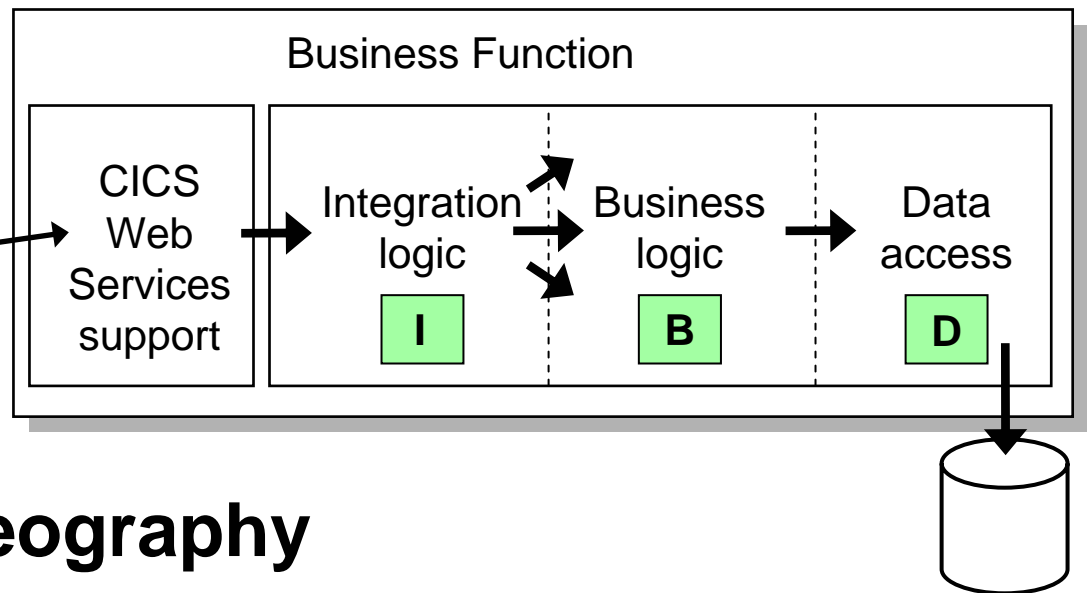 Business Function
CICS
Web
Services
support
Integration
logic
I
Business
logic
B
Data
access
D
eography